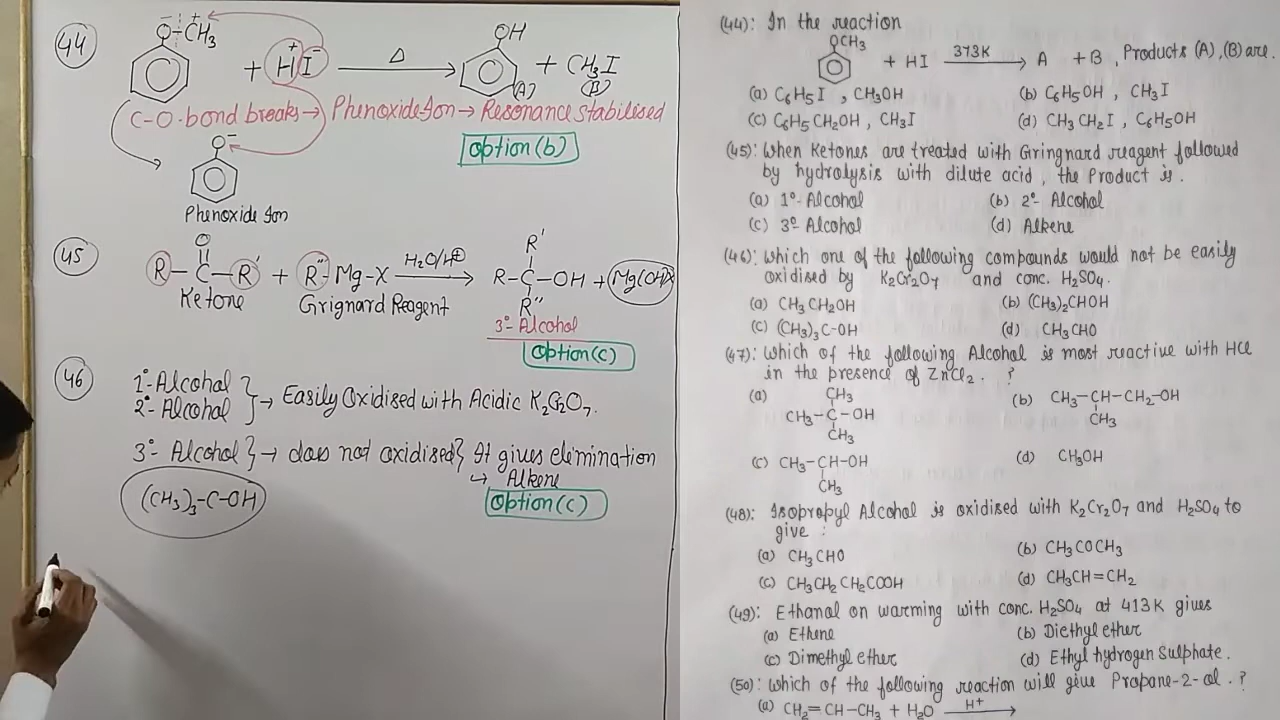 44
O–CH₃ + H⁺I⁻ —Δ→ OH (A) + CH₃I (B)
C–O bond breaks → Phenoxide Ion → Resonance stabilised
O⁻
Option (b)
Phenoxide Ion
45
R–C(=O)–R' + R''–Mg–X —H₂O/H⊕→ R–C(R')(R'')–OH + Mg(OH)X
Ketone
Grignard Reagent
3°- Alcohal
Option (c)
46
1°-Alcohal
2°-Alcohal } → Easily Oxidised with Acidic K₂Cr₂O₇.
3° Alcohal } → does not oxidised } It gives elimination
↳ Alkene
(CH₃)₃–C–OH
Option (c)
(44): In the reaction
OCH₃ + HI —373K→ A + B , Products (A),(B) are.
(a) C₆H₅I , CH₃OH (b) C₆H₅OH , CH₃I
(c) C₆H₅CH₂OH , CH₃I (d) CH₃CH₂I , C₆H₅OH
(45): When Ketones are treated with Gringnard reagent followed
by hydrolysis with dilute acid , the Product is .
(a) 1°- Alcohol (b) 2°- Alcohol
(c) 3°- Alcohol (d) Alkene
(46): which one of the following compounds would not be easily
oxidised by K₂Cr₂O₇ and conc. H₂SO₄.
(a) CH₃CH₂OH (b) (CH₃)₂CHOH
(c) (CH₃)₃C-OH (d) CH₃CHO
(47): Which of the following Alcohol is most reactive with HCl
in the presence of ZnCl₂ . ?
(a) CH₃–C(CH₃)(CH₃)–OH (b) CH₃–CH(CH₃)–CH₂–OH
(c) CH₃–CH(CH₃)–OH (d) CH₃OH
(48): Isopropyl Alcohol is oxidised with K₂Cr₂O₇ and H₂SO₄ to
give :
(a) CH₃CHO (b) CH₃COCH₃
(c) CH₃CH₂CH₂COOH (d) CH₃CH=CH₂
(49): Ethanol on warming with conc. H₂SO₄ at 413K gives
(a) Ethene (b) Diethyl ether
(c) Dimethyl ether (d) Ethyl hydrogen Sulphate.
(50): Which of the following reaction will give Propane-2-ol . ?
(a) CH₂=CH–CH₃ + H₂O —H⁺→